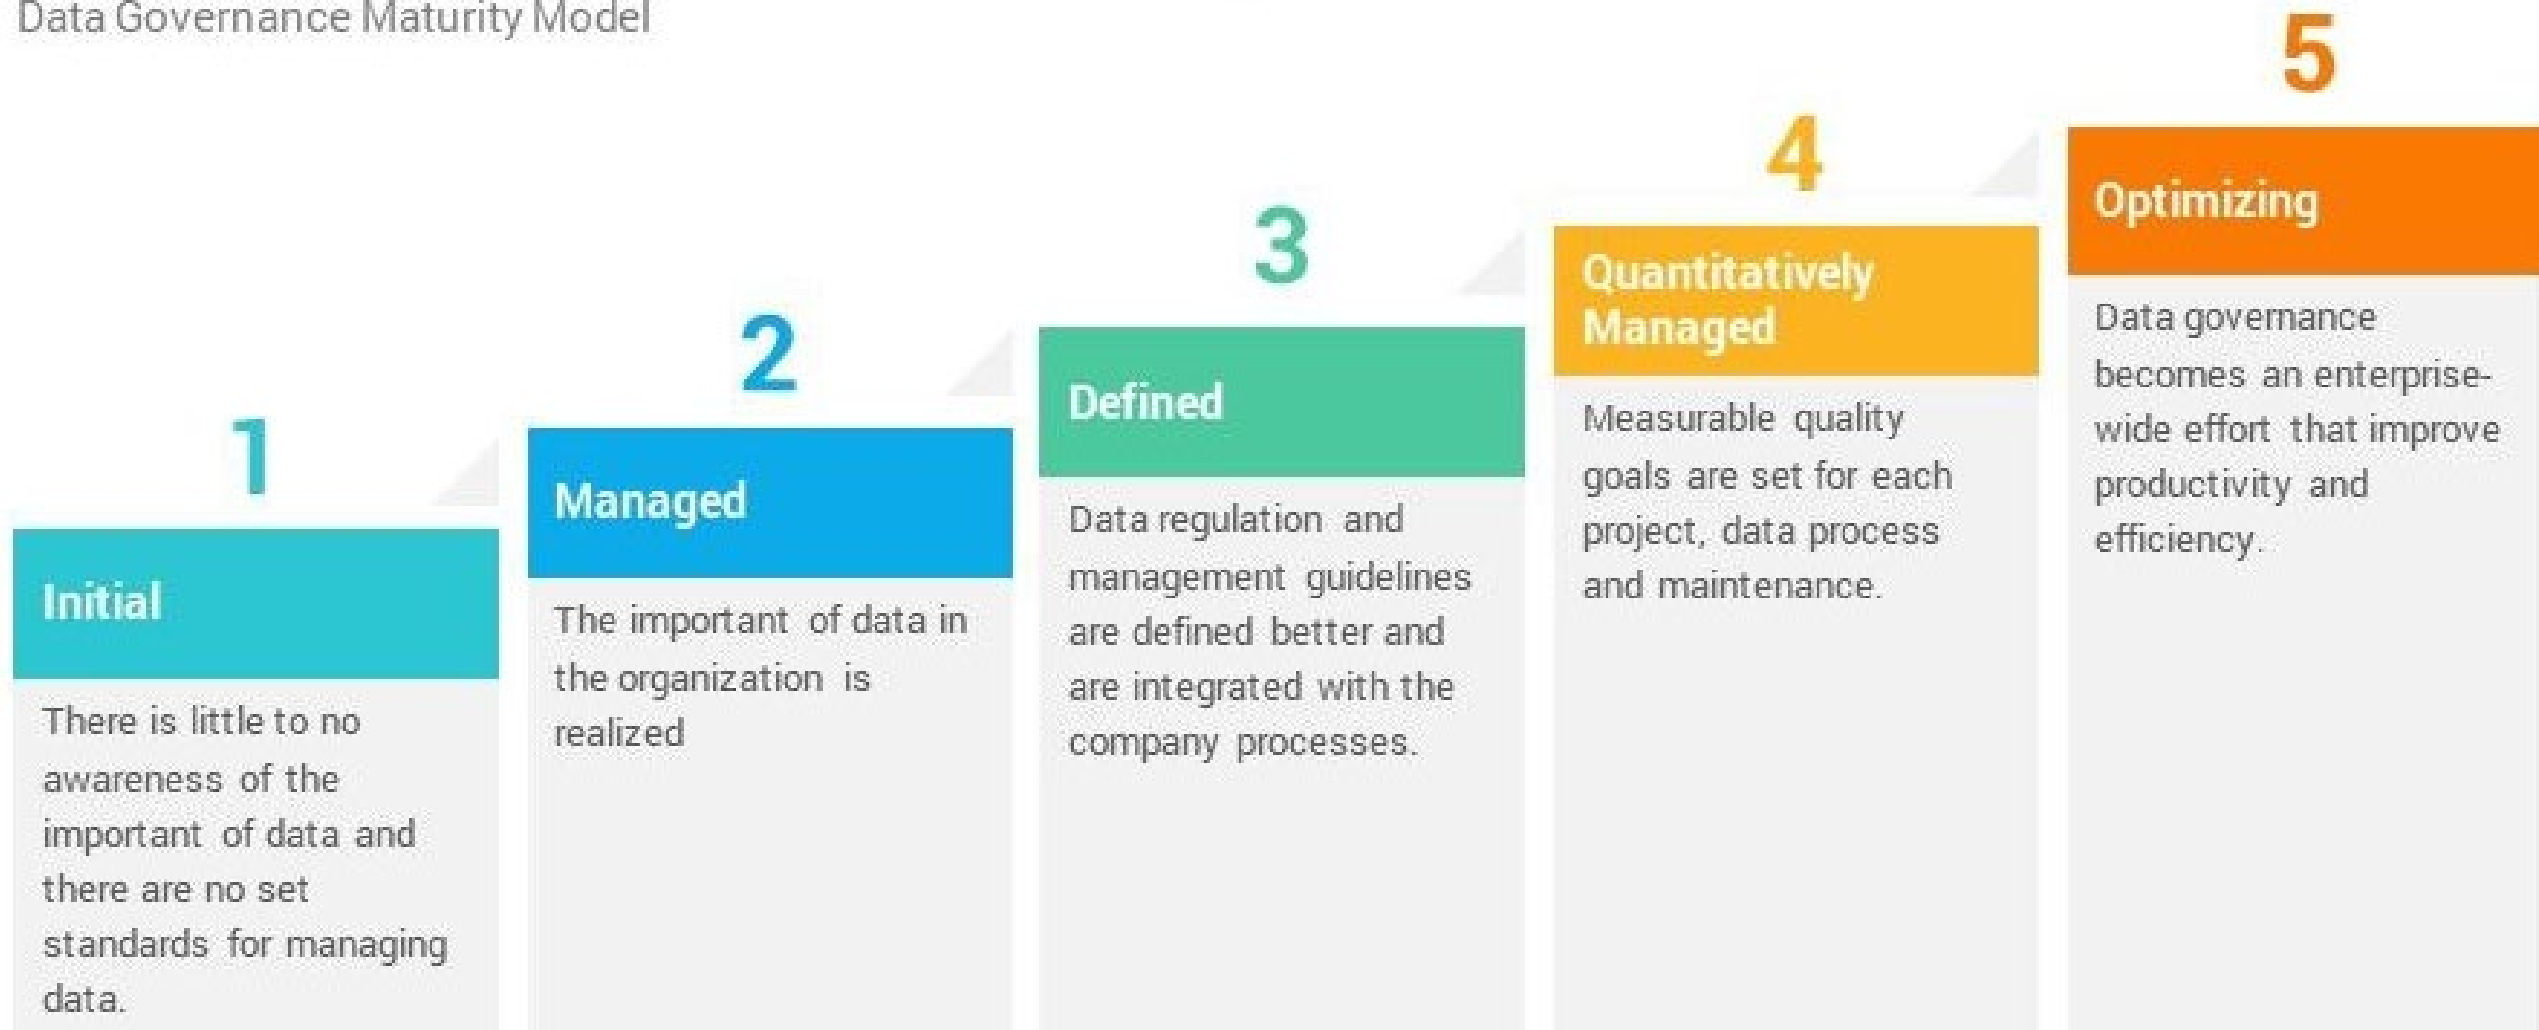 Data Governance Maturity Model
1
Initial
There is little to no
awareness of the
important of data and
there are no set
standards for managing
data.
2
Managed
The important of data in
the organization is
realized
3
Defined
Data regulation and
management guidelines
are defined better and
are integrated with the
company processes.
4
Quantitatively
Managed
Measurable quality
goals are set for each
project, data process
and maintenance.
5
Optimizing
Data governance
becomes an enterprise-
wide effort that improve
productivity and
efficiency.